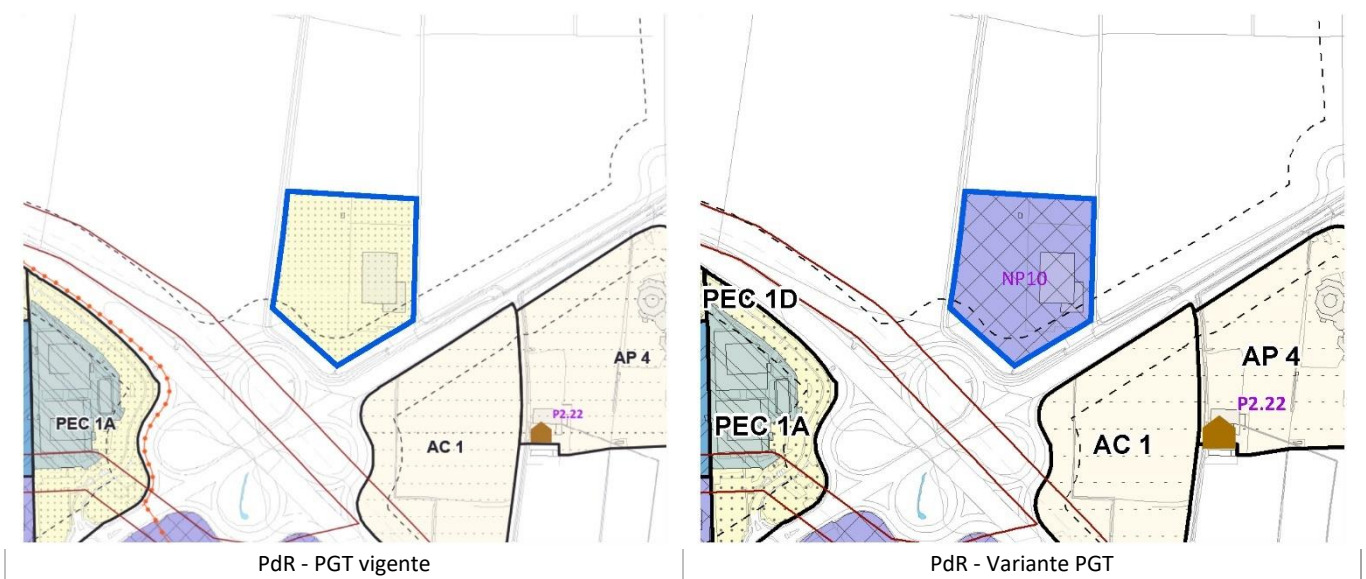 PEC 1A
AC 1
AP 4
P2.22
PdR - PGT vigente
NP10
PEC 1D
PEC 1A
AC 1
AP 4
P2.22
PdR - Variante PGT